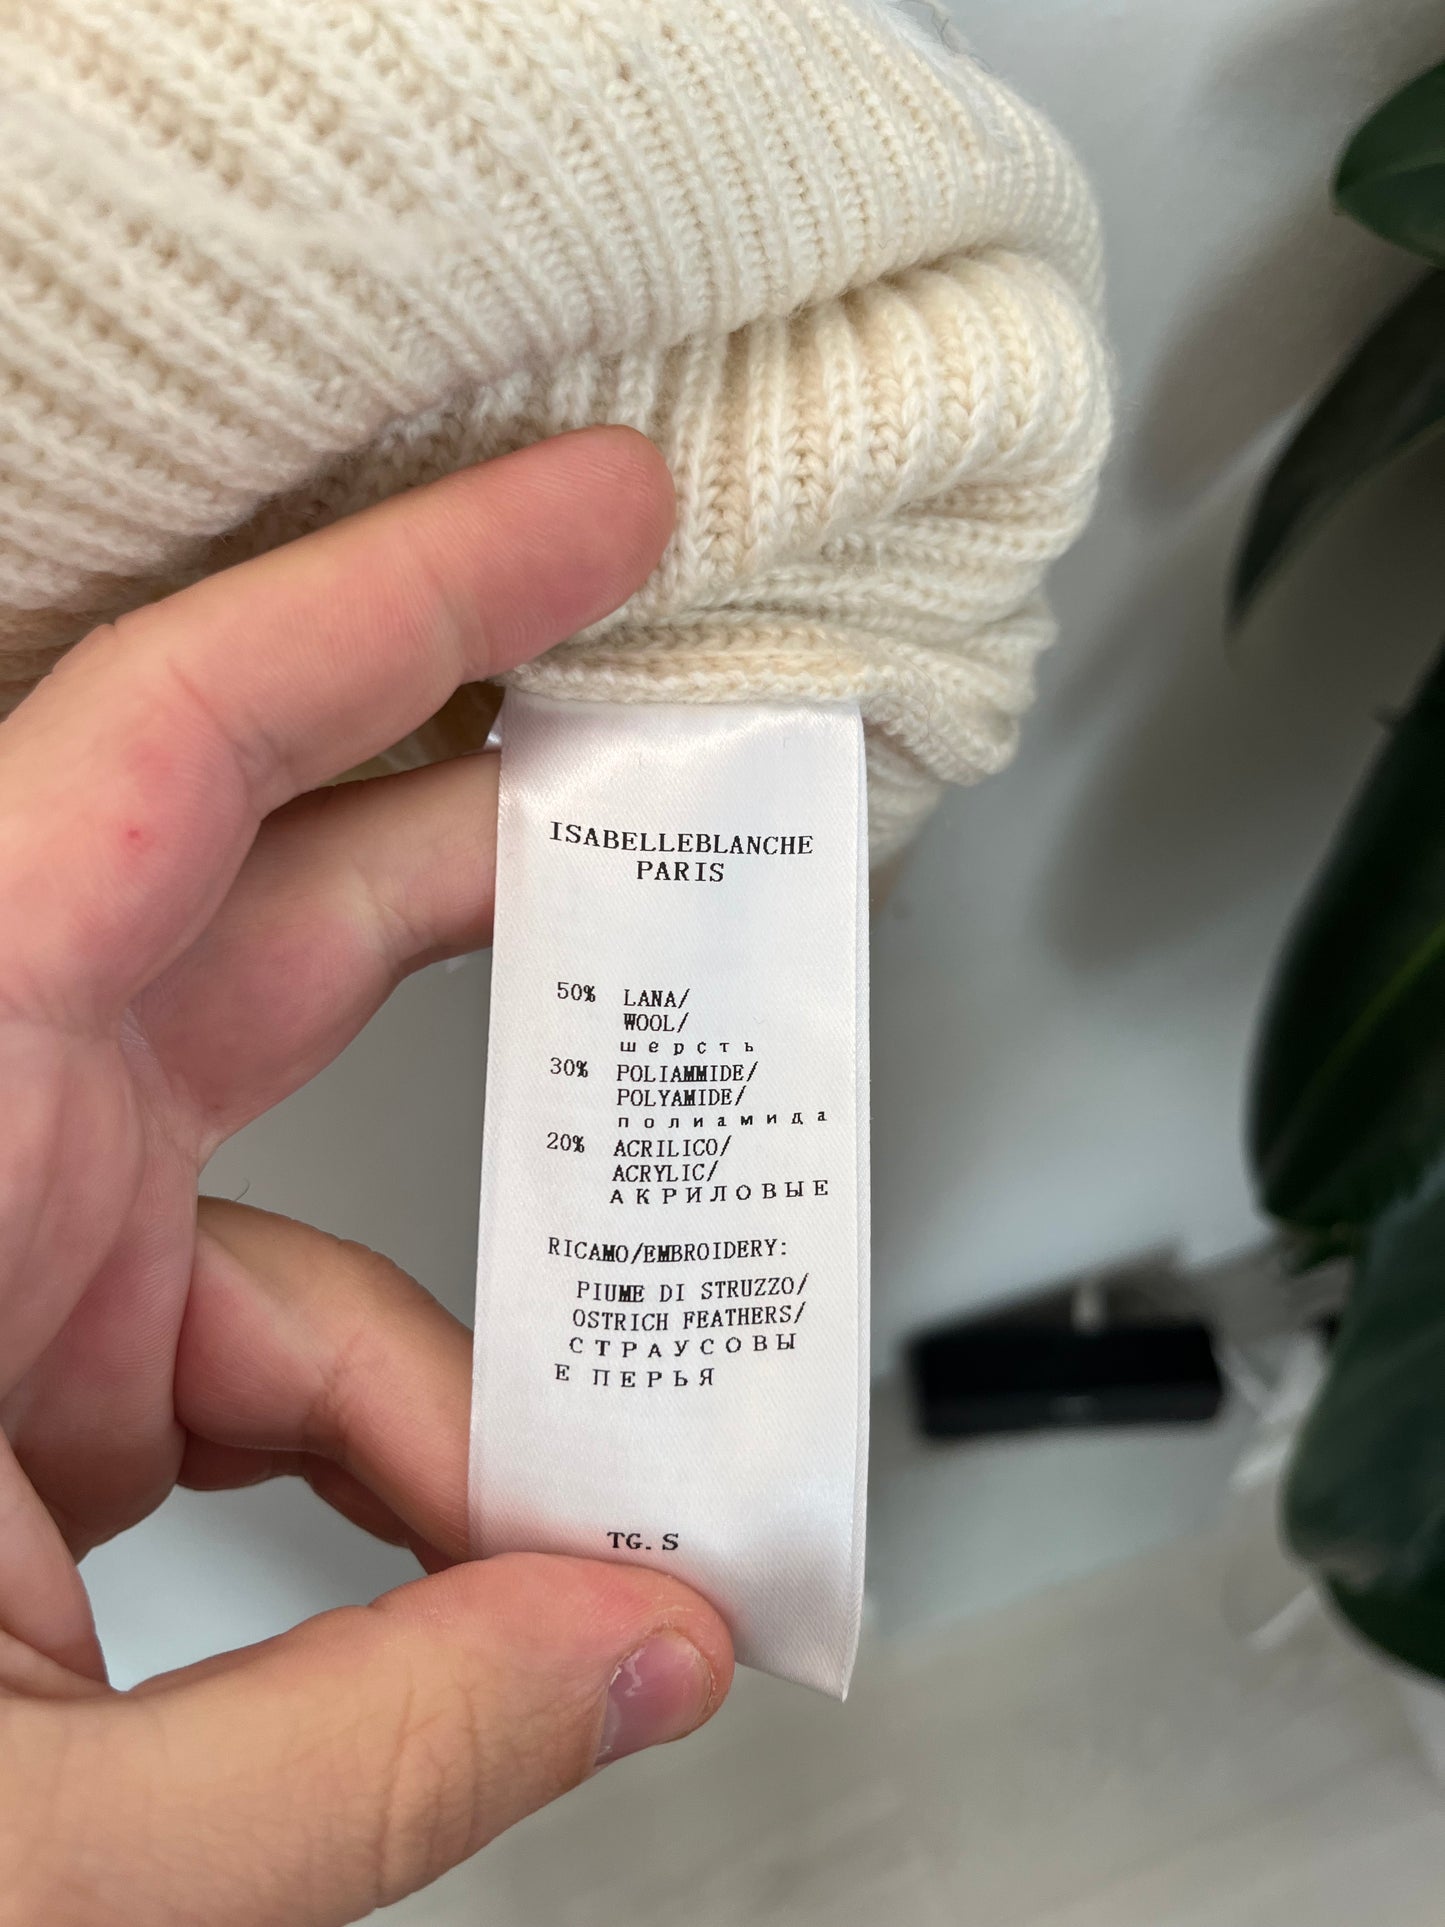 ISABELLEBLANCHE
PARIS
50% LANA/
WOOL/
шерсть
30% POLIAMMIDE/
POLYAMIDE/
полиамида
20% ACRILICO/
ACRYLIC/
АКРИЛОВЫЕ
RICAMO/EMBROIDERY:
PIUME DI STRUZZO/
OSTRICH FEATHERS/
СТРАУСОВЫ
Е ПЕРЬЯ
TG. S